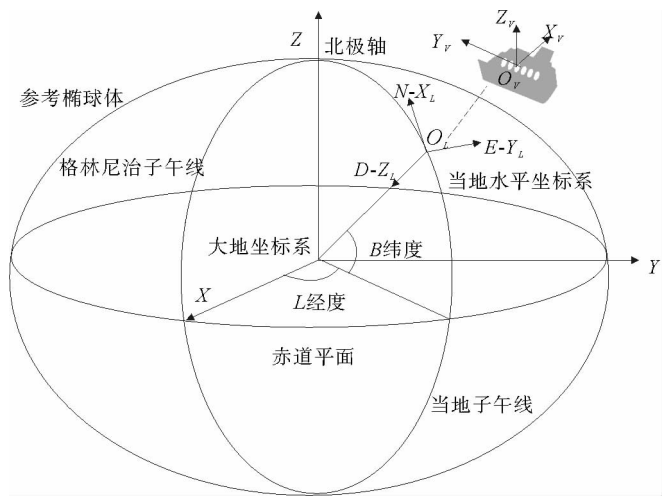 Z
北极轴
Z_V
X_V
Y_V
O_V
参考椭球体
N-X_L
O_L
E-Y_L
格林尼治子午线
D-Z_L
当地水平坐标系
大地坐标系
B纬度
Y
X
L经度
赤道平面
当地子午线